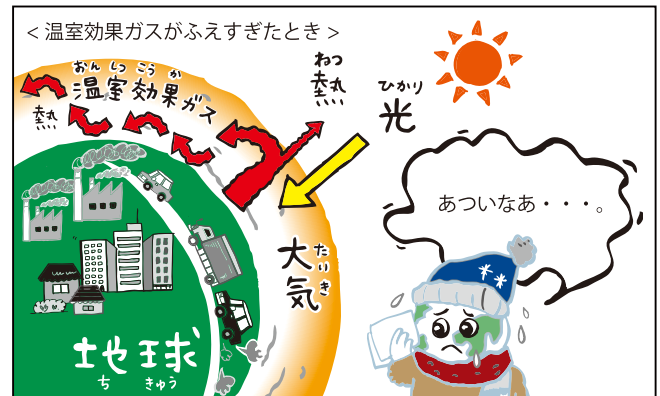 <温室効果ガスがふえすぎたとき>
おん しつ こう か
温室効果ガス
熱
ねつ
熱
ひかり
光
あついなあ・・・。
たいき
大気
地球
ち きゅう